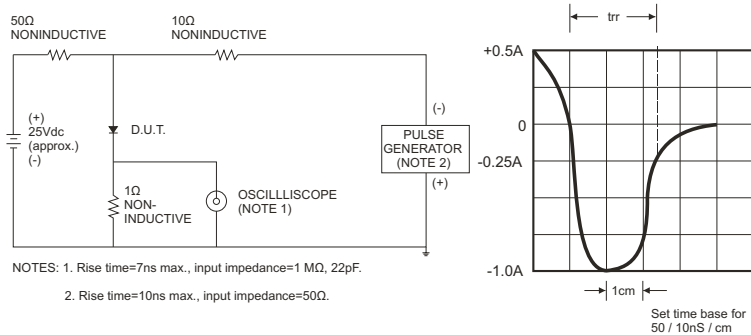 50Ω
NONINDUCTIVE
10Ω
NONINDUCTIVE
(+)
25Vdc
(approx.)
(-)
D.U.T.
1Ω
NON-
INDUCTIVE
OSCILLLISCOPE
(NOTE 1)
(-)
PULSE
GENERATOR
(NOTE 2)
(+)
NOTES: 1. Rise time=7ns max., input impedance=1 MΩ, 22pF.
2. Rise time=10ns max., input impedance=50Ω.
trr
+0.5A
0
-0.25A
-1.0A
1cm
Set time base for
50 / 10nS / cm